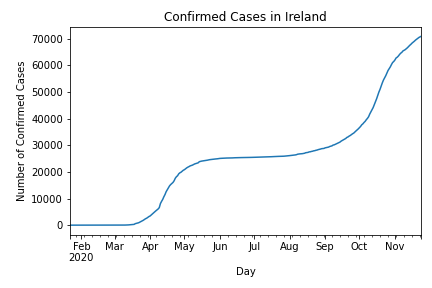 Confirmed Cases in Ireland
Number of Confirmed Cases
70000
60000
50000
40000
30000
20000
10000
0
Feb Mar Apr May Jun Jul Aug Sep Oct Nov
2020
Day